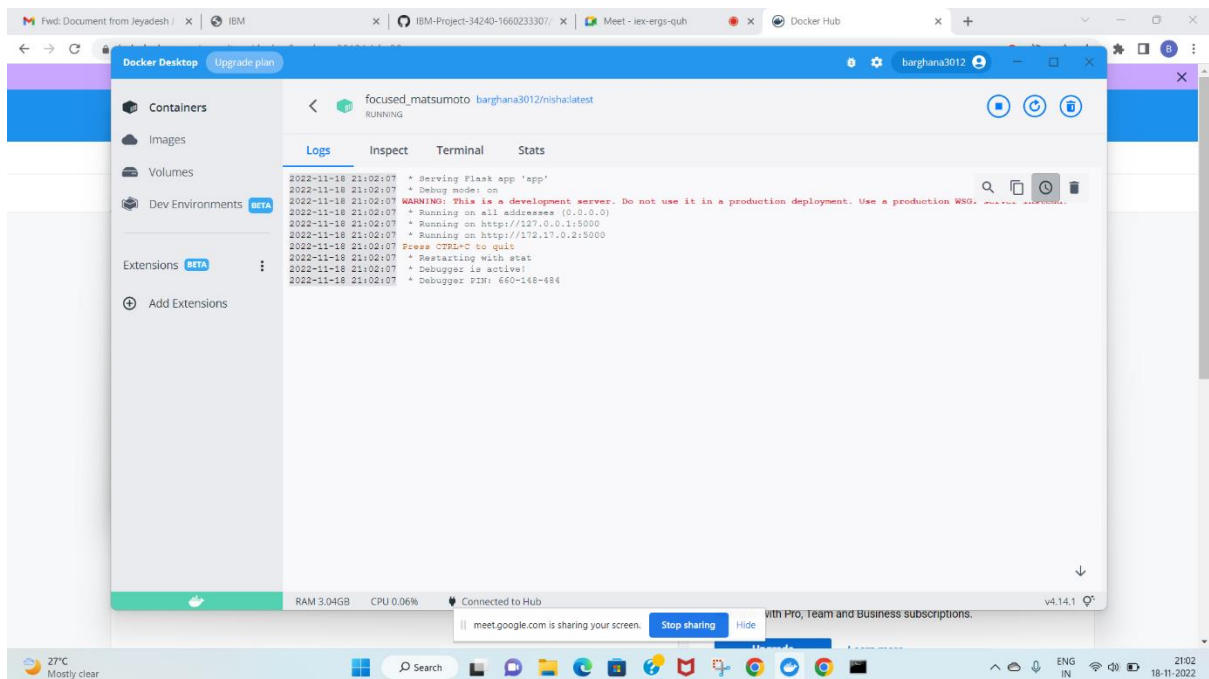 Fwd: Document from Jeyadesh
IBM
IBM-Project-34240-1660233307/
Meet - iex-ergs-quh
Docker Hub
Docker Desktop Upgrade plan
barghana3012
B
Containers
Images
Volumes
Dev Environments BETA
Extensions BETA
Add Extensions
focused_matsumoto barghana3012/nisha:latest
RUNNING
Logs Inspect Terminal Stats
2022-11-18 21:02:07 * Serving Flask app 'app'
2022-11-18 21:02:07 * Debug mode: on
2022-11-18 21:02:07 WARNING: This is a development server. Do not use it in a production deployment. Use a production WSG
2022-11-18 21:02:07 * Running on all addresses (0.0.0.0)
2022-11-18 21:02:07 * Running on http://127.0.0.1:5000
2022-11-18 21:02:07 * Running on http://172.17.0.2:5000
2022-11-18 21:02:07 Press CTRL+C to quit
2022-11-18 21:02:07 * Restarting with stat
2022-11-18 21:02:07 * Debugger is active!
2022-11-18 21:02:07 * Debugger PIN: 660-148-484
RAM 3.04GB CPU 0.06% Connected to Hub
v4.14.1
with Pro, Team and Business subscriptions.
meet.google.com is sharing your screen. Stop sharing Hide
27°C
Mostly clear
Search
ENG
IN
21:02
18-11-2022